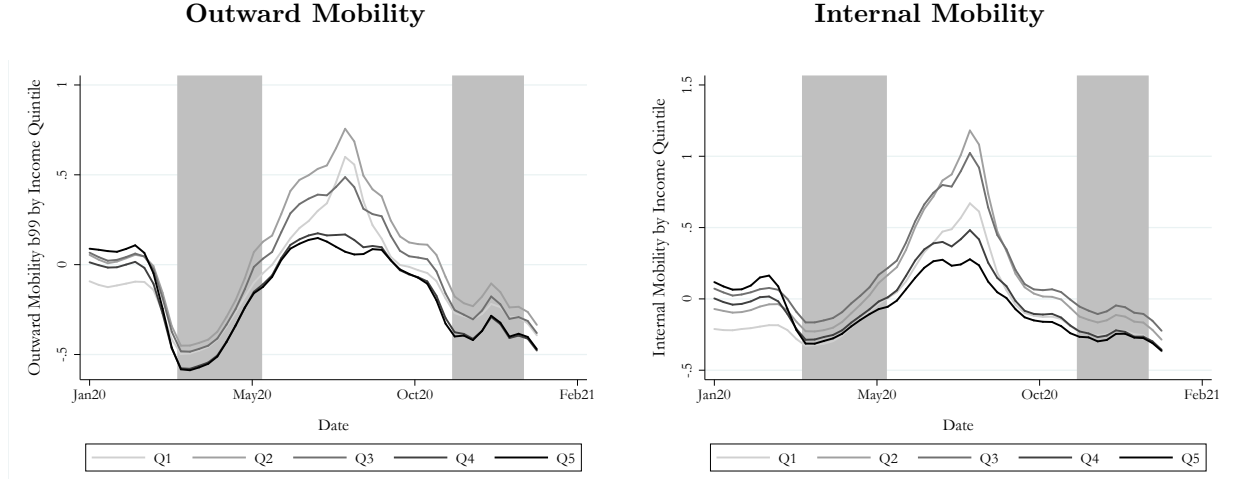 Outward Mobility
Outward Mobility b99 by Income Quintile
1
.5
0
-.5
Jan20 May20 Oct20 Feb21
Date
Q1 Q2 Q3 Q4 Q5
Internal Mobility
Internal Mobility by Income Quintile
1.5
1
.5
0
-.5
Jan20 May20 Oct20 Feb21
Date
Q1 Q2 Q3 Q4 Q5